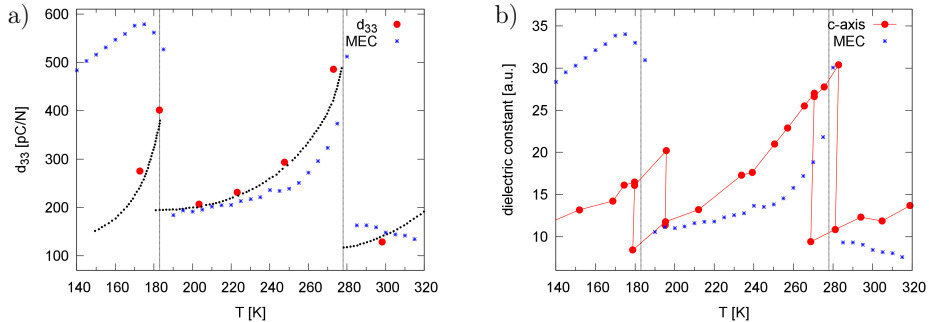 a)
d33
MEC
600
500
400
300
200
100
d33 [pC/N]
140 160 180 200 220 240 260 280 300 320
T [K]
b)
c-axis
MEC
35
30
25
20
15
10
dielectric constant [a.u.]
140 160 180 200 220 240 260 280 300 320
T [K]